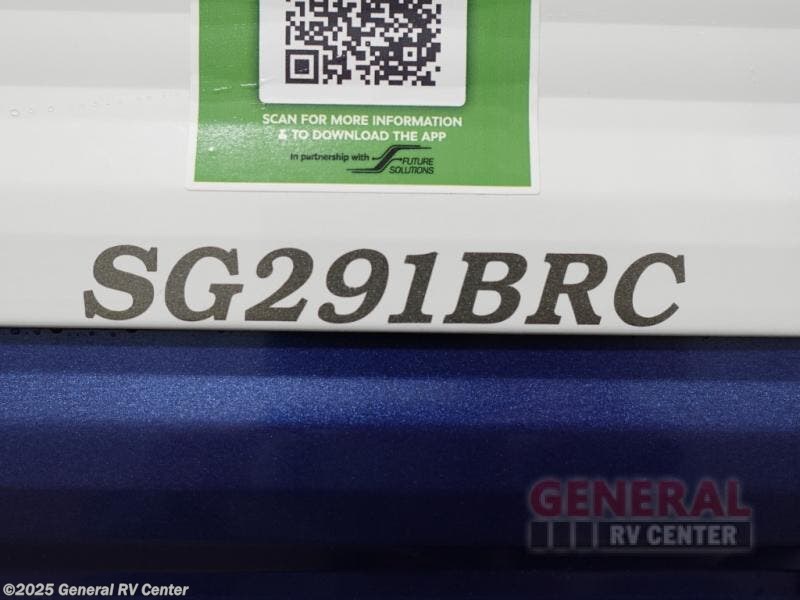 SCAN FOR MORE INFORMATION
& TO DOWNLOAD THE APP
In partnership with FUTURE
SOLUTIONS
SG291BRC
GENERAL
RV CENTER
©2025 General RV Center